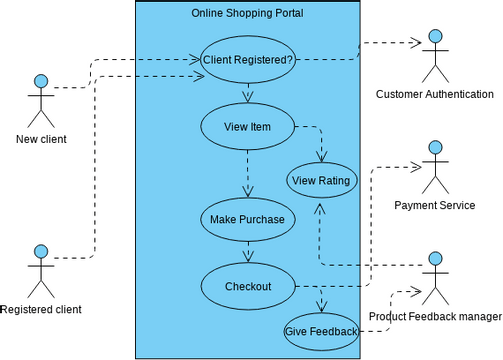 Online Shopping Portal
Client Registered?
Customer Authentication
New client
View Item
View Rating
Make Purchase
Payment Service
Checkout
Registered client
Product Feedback manager
Give Feedback